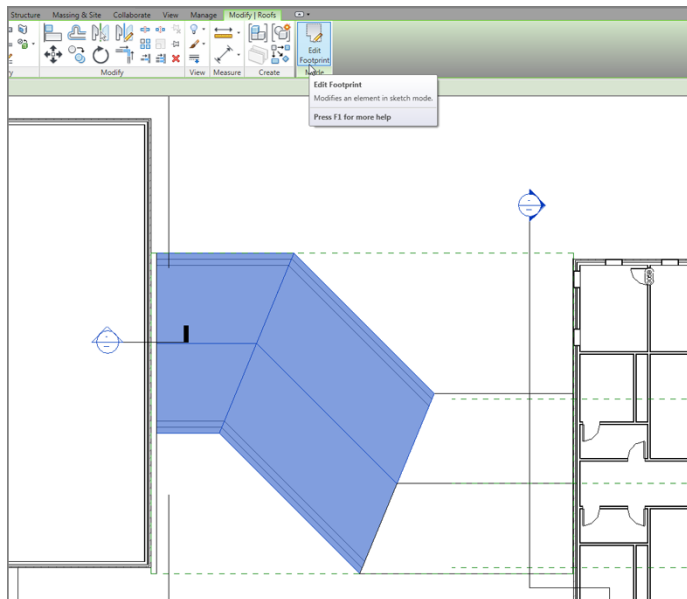 Structure Massing & Site Collaborate View Manage Modify | Roofs
Edit
Footprint
Modify View Measure Create Mode
Edit Footprint
Modifies an element in sketch mode.
Press F1 for more help